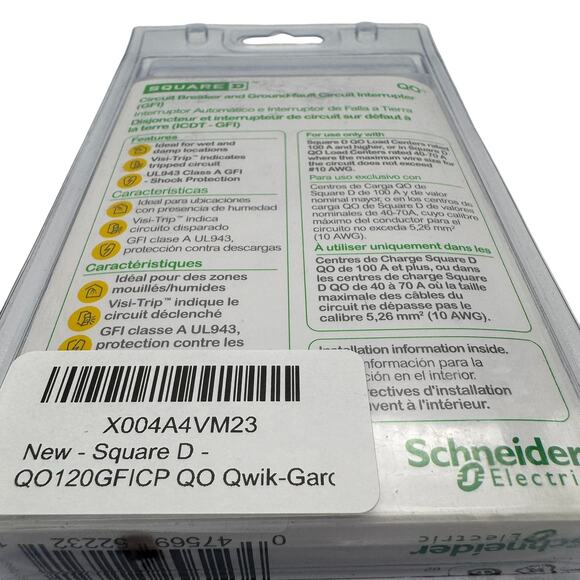 SQUARE D™
QO™
Circuit Breaker and Ground-fault Circuit Interrupter
(GFI)
Interruptor Automático e Interruptor de Falla a Tierra
Disjoncteur et interrupteur de circuit sur défaut à
la terre (ICDT - GFI)
Features
Ideal for wet and
damp locations
Visi-Trip™ indicates
tripped circuit
UL943 Class A GFI
- Shock Protection
Características
Ideal para ubicaciones
con presencia de humedad
Visi-Trip™ indica
circuito disparado
GFI clase A UL943,
protección contra descargas
Caractéristiques
Idéal pour des zones
mouillés/humides
Visi-Trip™ indique le
circuit déclenché
GFI classe A UL943,
protection contre les
For use only with
Square D QO Load Centers rated
100 A and higher, or in Square D
QO Load Centers rated 40-70 A
where the maximum wire size for
the circuit does not exceed
#10 AWG.
Para uso exclusivo con
Centros de Carga QO de
Square D de 100 A y de valor
nominal mayor, o en los centros de
carga QO de Square D de valores
nominales de 40-70A, cuyo calibre
máximo del conductor para el
circuito no exceda 5,26 mm²
(10 AWG).
À utiliser uniquement dans les
Centres de Charge Square D
QO de 100 A et plus, ou dans
les centres de charge Square
D QO de 40 à 70 A où la taille
maximale des câbles du
circuit ne dépasse pas le
calibre 5,26 mm² (10 AWG).
Installation information inside.
información para la
en el interior.
directives d'installation
uvent à l'intérieur.
Schneider
Electric
X004A4VM23
New - Square D -
QO120GFICP QO Qwik-Gard
0 47569 52232
Schneider
Electric